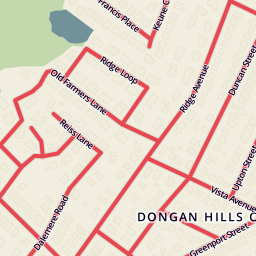 Francis Place
Keune C
Ridge Loop
Old Farmers Lane
Ridge Avenue
Duncan Street
Reiss Lane
Dalemere Road
Vista Avenue
Upton Street
DONGAN HILLS C
Greenport Street